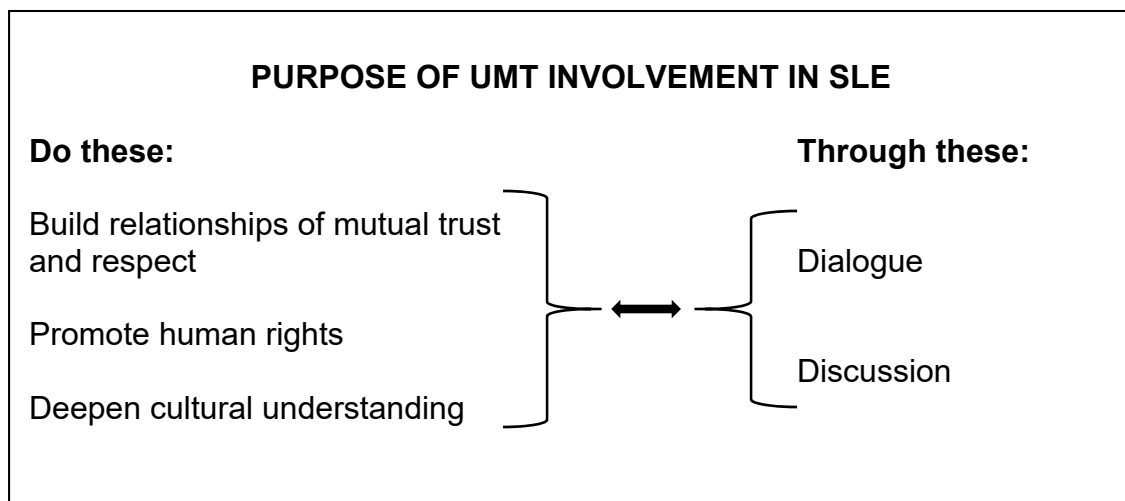 PURPOSE OF UMT INVOLVEMENT IN SLE
Do these:
Build relationships of mutual trust
and respect
Promote human rights
Deepen cultural understanding
Through these:
Dialogue
Discussion